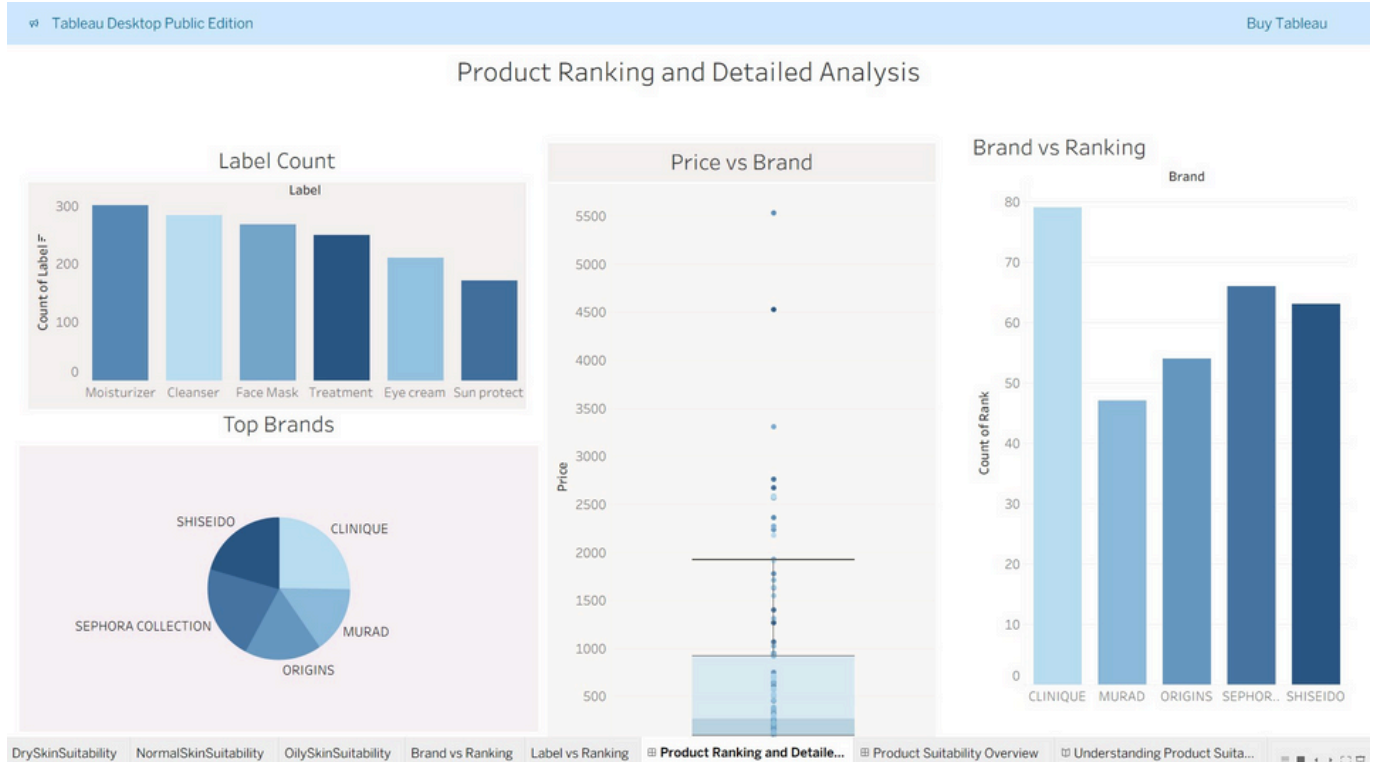 Tableau Desktop Public Edition
Buy Tableau
Product Ranking and Detailed Analysis
Label Count
Label
Count of Label
300
200
100
0
Moisturizer Cleanser Face Mask Treatment Eye cream Sun protect
Top Brands
SHISEIDO
CLINIQUE
SEPHORA COLLECTION
MURAD
ORIGINS
Price vs Brand
Price
5500
5000
4500
4000
3500
3000
2500
2000
1500
1000
500
Brand vs Ranking
Brand
Count of Rank
80
70
60
50
40
30
20
10
0
CLINIQUE MURAD ORIGINS SEPHOR.. SHISEIDO
DrySkinSuitability NormalSkinSuitability OilySkinSuitability Brand vs Ranking Label vs Ranking Product Ranking and Detaile... Product Suitability Overview Understanding Product Suita...